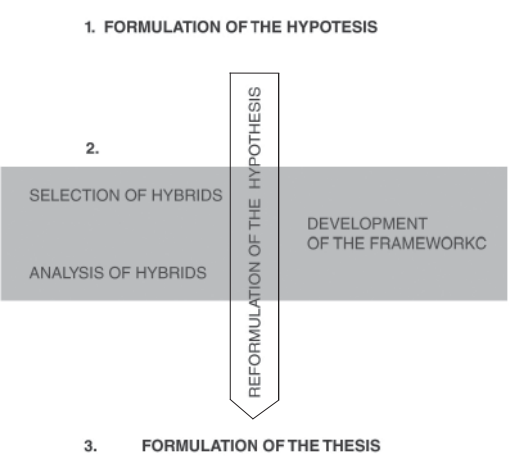 1. FORMULATION OF THE HYPOTESIS
2.
SELECTION OF HYBRIDS
ANALYSIS OF HYBRIDS
REFORMULATION OF THE HYPOTHESIS
DEVELOPMENT
OF THE FRAMEWORKC
3. FORMULATION OF THE THESIS